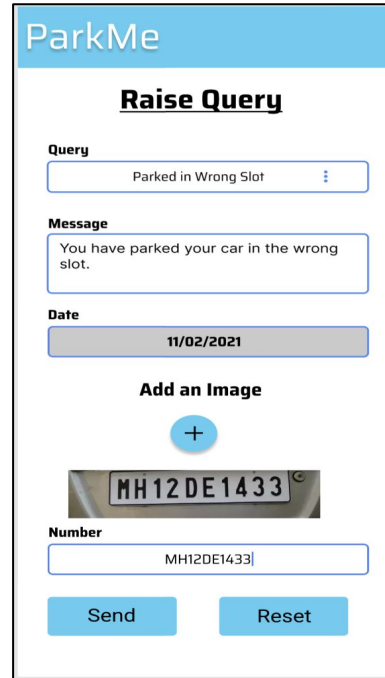 ParkMe
Raise Query
Query
Parked in Wrong Slot
Message
You have parked your car in the wrong
slot.
Date
11/02/2021
Add an Image
+
MH12DE1433
Number
MH12DE1433
Send
Reset